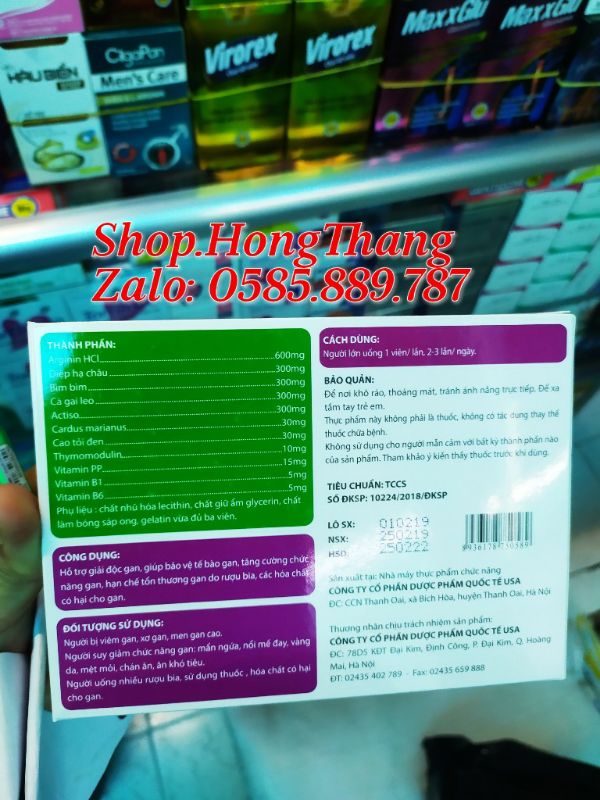 HÀU BIỂN
OligaPan
Men's Care
Virorex
Virorex
MaxxGlu
MaxxGlu
Shop.HongThang
Zalo: 0585.889.787
THÀNH PHẦN:
Arginin HCl 600mg
Diệp hạ châu 300mg
Bìm bìm 300mg
Cà gai leo 300mg
Actiso 300mg
Cardus marianus 30mg
Cao tỏi đen 30mg
Thymomodulin 10mg
Vitamin PP 15mg
Vitamin B1 5mg
Vitamin B6 5mg
Phụ liệu : chất nhũ hóa lecithin, chất giữ ẩm glycerin, chất
làm bóng sáp ong, gelatin vừa đủ ba viên.
CÔNG DỤNG:
Hỗ trợ giải độc gan, giúp bảo vệ tế bào gan, tăng cường chức
năng gan, hạn chế tổn thương gan do rượu bia, các hóa chất
có hại cho gan.
ĐỐI TƯỢNG SỬ DỤNG:
Người bị viêm gan, xơ gan, men gan cao.
Người suy giảm chức năng gan: mẩn ngứa, nổi mề đay, vàng
da, mệt mỏi, chán ăn, ăn khó tiêu.
Người uống nhiều rượu bia, sử dụng thuốc , hóa chất có hại
cho gan.
CÁCH DÙNG:
Người lớn uống 1 viên/ lần, 2-3 lần/ ngày.
BẢO QUẢN:
Để nơi khô ráo, thoáng mát, tránh ánh nắng trực tiếp. Để xa
tầm tay trẻ em.
Thực phẩm này không phải là thuốc, không có tác dụng thay thế
thuốc chữa bệnh.
Không sử dụng cho người mẫn cảm với bất kỳ thành phần nào
của sản phẩm. Tham khảo ý kiến thầy thuốc trước khi dùng.
TIÊU CHUẨN: TCCS
SỐ ĐKSP: 10224/2018/ĐKSP
LÔ SX: 010219
NSX: 250219
HSD: 250222
8936178750389
Sản xuất tại: Nhà máy thực phẩm chức năng
CÔNG TY CỔ PHẦN DƯỢC PHẨM QUỐC TẾ USA
ĐC: CCN Thanh Oai, xã Bích Hòa, huyện Thanh Oai, Hà Nội
Thương nhân chịu trách nhiệm sản phẩm:
CÔNG TY CỔ PHẦN DƯỢC PHẨM QUỐC TẾ USA
ĐC: 78D5 KĐT Đại Kim, Định Công, P. Đại Kim, Q. Hoàng
Mai, Hà Nội
ĐT: 02435 402 789 - Fax: 02435 659 888